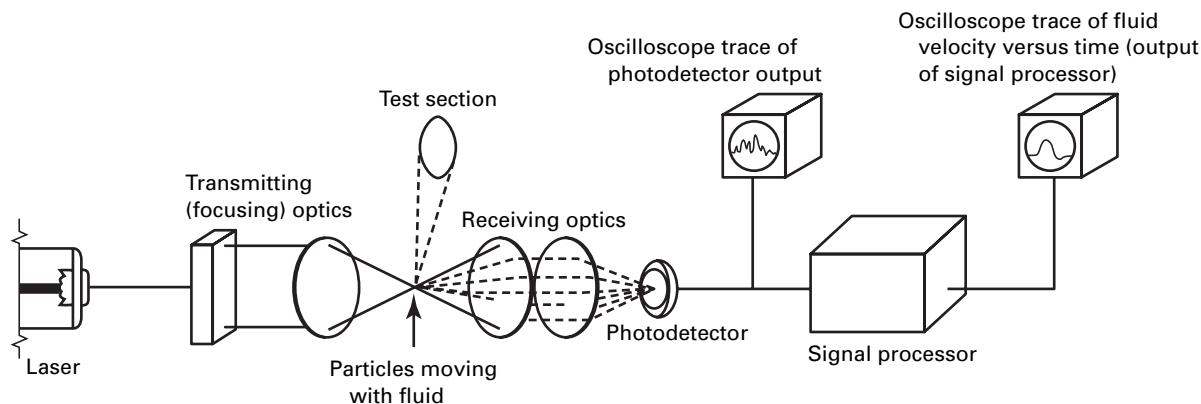 Oscilloscope trace of fluid
velocity versus time (output
of signal processor)
Oscilloscope trace of
photodetector output
Test section
Transmitting
(focusing) optics
Receiving optics
Photodetector
Signal processor
Laser
Particles moving
with fluid